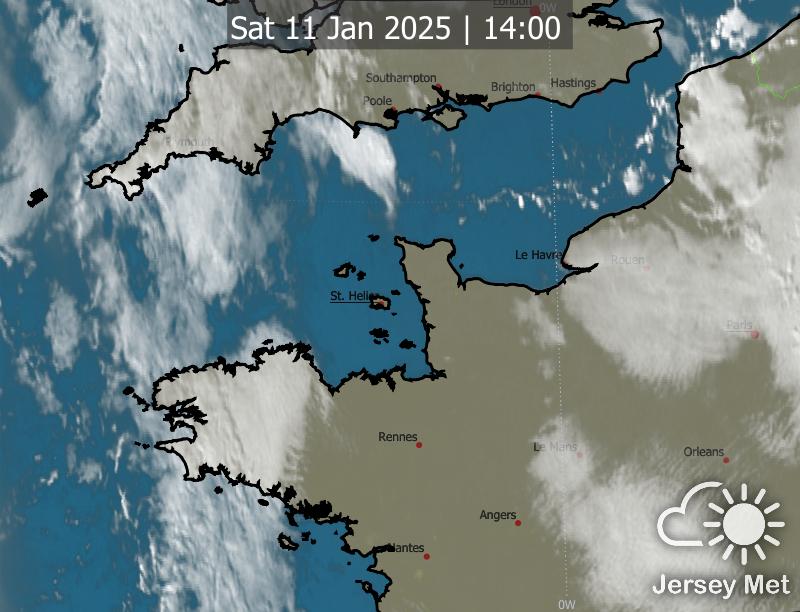 London
0W
Sat 11 Jan 2025 | 14:00
Southampton
Brighton
Hastings
Poole
Plymouth
Le Havre
Rouen
St. Helier
Paris
Rennes
Le Mans
Orleans
Angers
Nantes
Jersey Met
0W